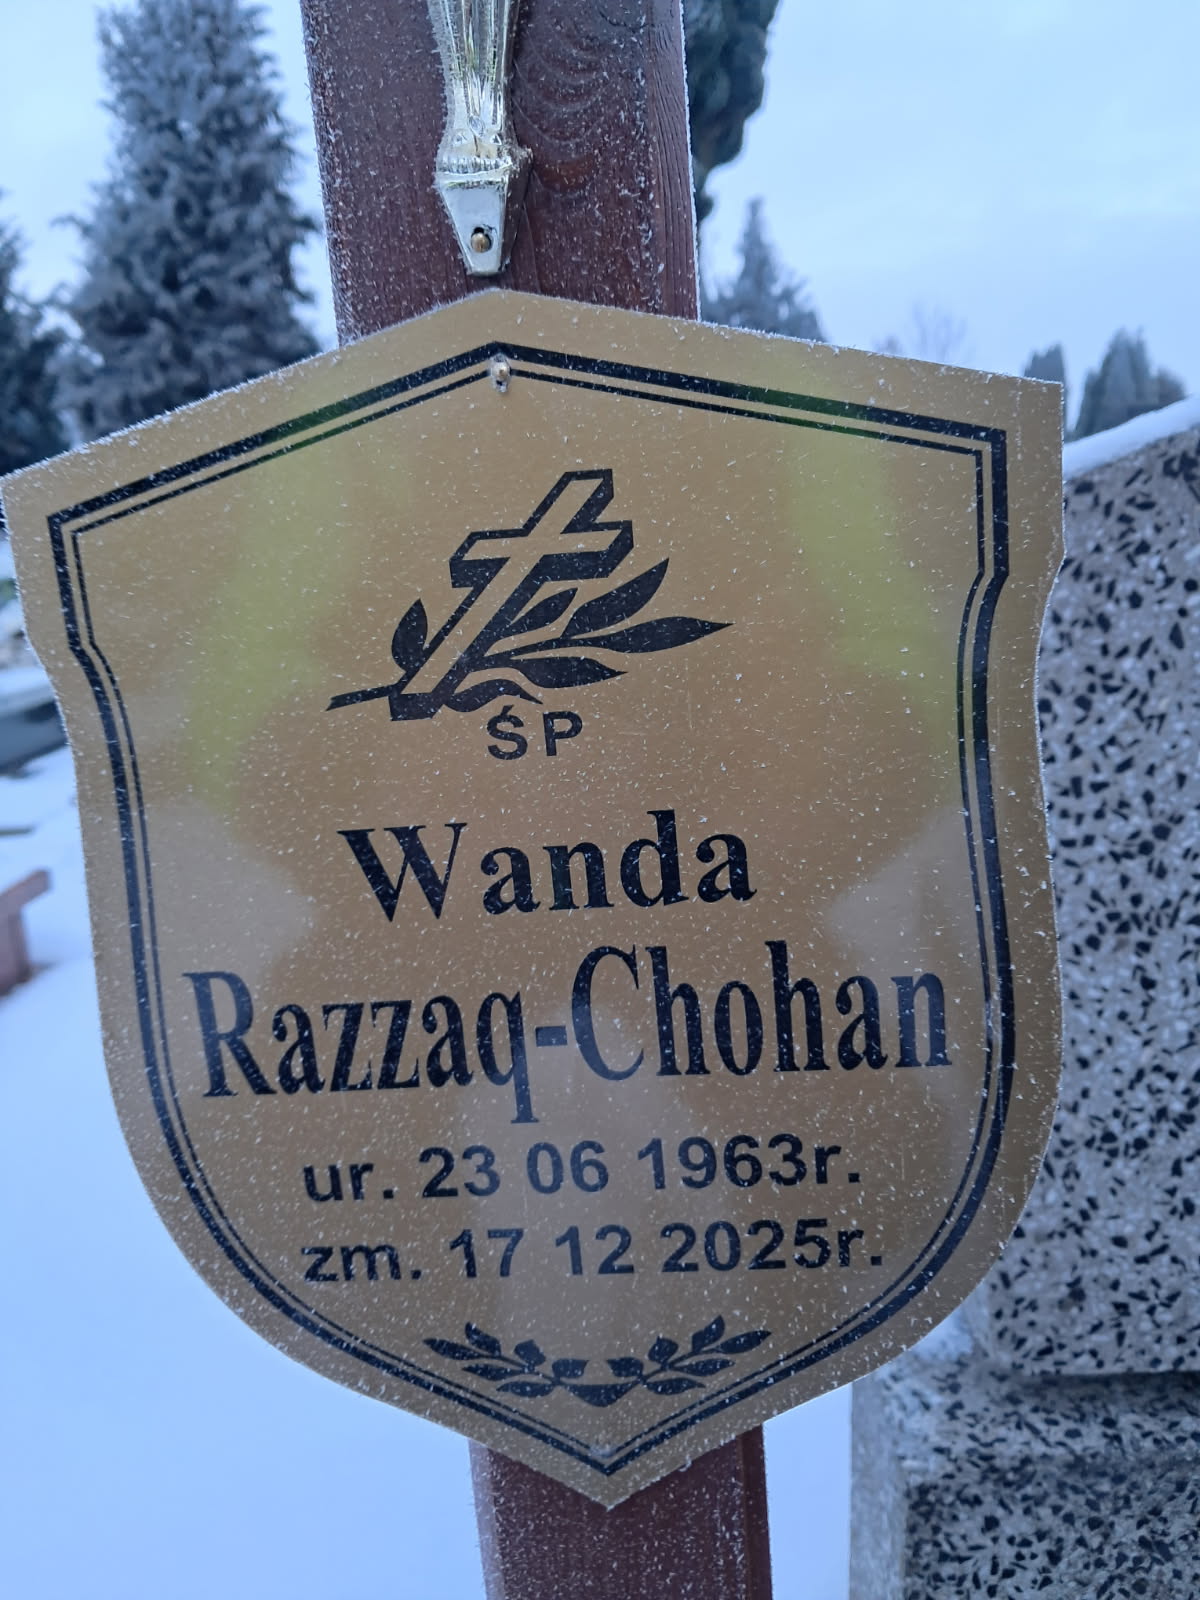 ŚP
Wanda
Razzaq-Chohan
ur. 23 06 1963r.
zm. 17 12 2025r.